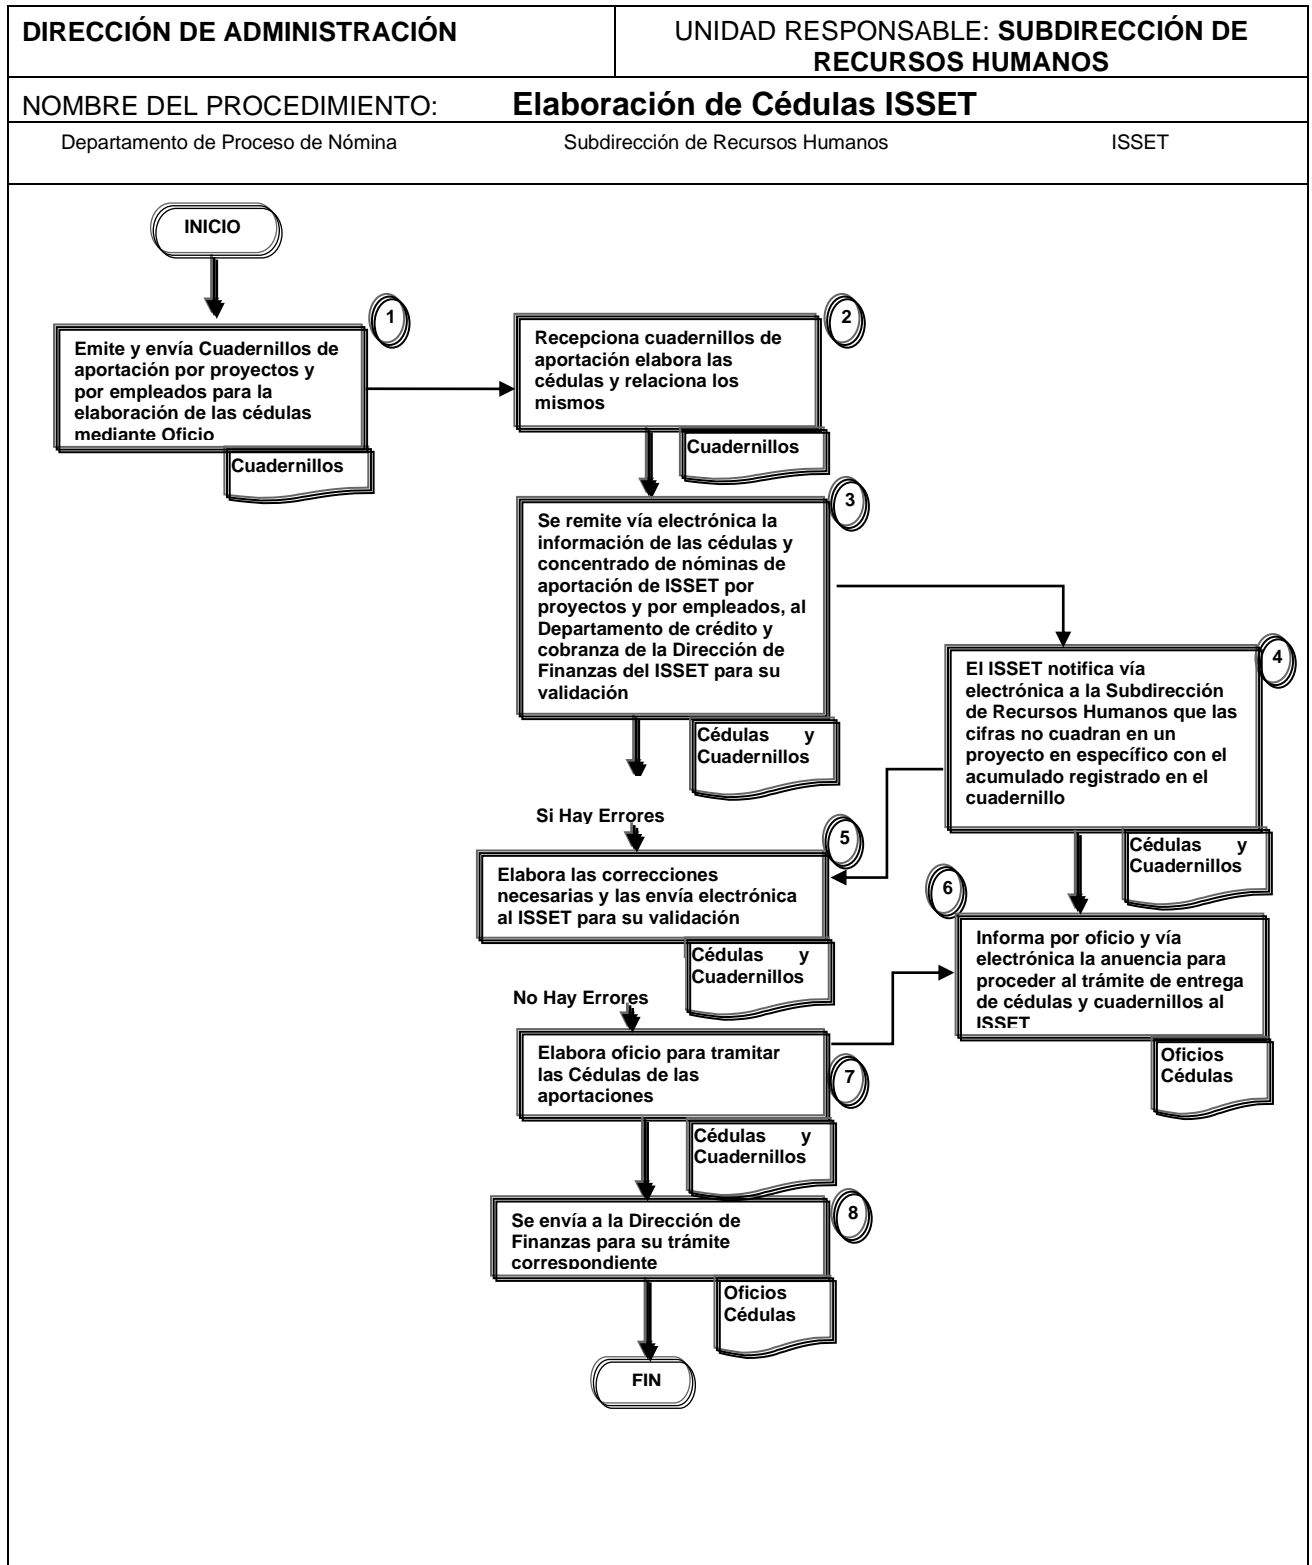 DIRECCIÓN DE ADMINISTRACIÓN
UNIDAD RESPONSABLE: SUBDIRECCIÓN DE
RECURSOS HUMANOS
NOMBRE DEL PROCEDIMIENTO: Elaboración de Cédulas ISSET
Departamento de Proceso de Nómina
Subdirección de Recursos Humanos
ISSET
INICIO
1
Emite y envía Cuadernillos de
aportación por proyectos y
por empleados para la
elaboración de las cédulas
mediante Oficio
Cuadernillos
2
Recepciona cuadernillos de
aportación elabora las
cédulas y relaciona los
mismos
Cuadernillos
3
Se remite vía electrónica la
información de las cédulas y
concentrado de nóminas de
aportación de ISSET por
proyectos y por empleados, al
Departamento de crédito y
cobranza de la Dirección de
Finanzas del ISSET para su
validación
Cédulas y
Cuadernillos
4
El ISSET notifica vía
electrónica a la Subdirección
de Recursos Humanos que las
cifras no cuadran en un
proyecto en específico con el
acumulado registrado en el
cuadernillo
Cédulas y
Cuadernillos
Si Hay Errores
5
Elabora las correcciones
necesarias y las envía electrónica
al ISSET para su validación
Cédulas y
Cuadernillos
6
Informa por oficio y vía
electrónica la anuencia para
proceder al trámite de entrega
de cédulas y cuadernillos al
ISSET
Oficios
Cédulas
No Hay Errores
Elabora oficio para tramitar
las Cédulas de las
aportaciones
7
Cédulas y
Cuadernillos
8
Se envía a la Dirección de
Finanzas para su trámite
correspondiente
Oficios
Cédulas
FIN